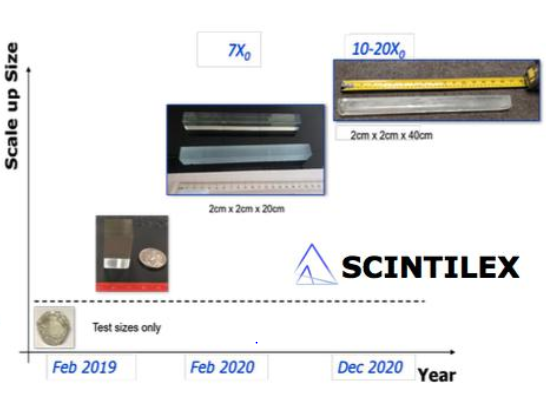 Scale up Size
7X0
10-20X0
2cm x 2cm x 40cm
2cm x 2cm x 20cm
SCINTILEX
Test sizes only
Feb 2019
Feb 2020
Dec 2020
Year